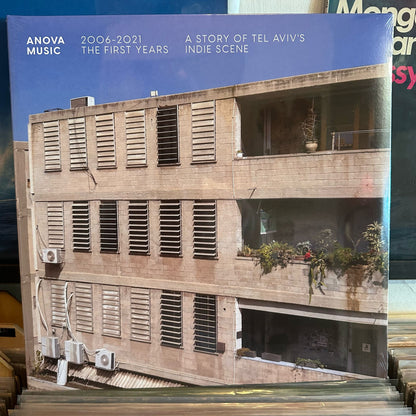 ANOVA 2006-2021 A STORY OF TEL AVIV'S
MUSIC THE FIRST YEARS INDIE SCENE